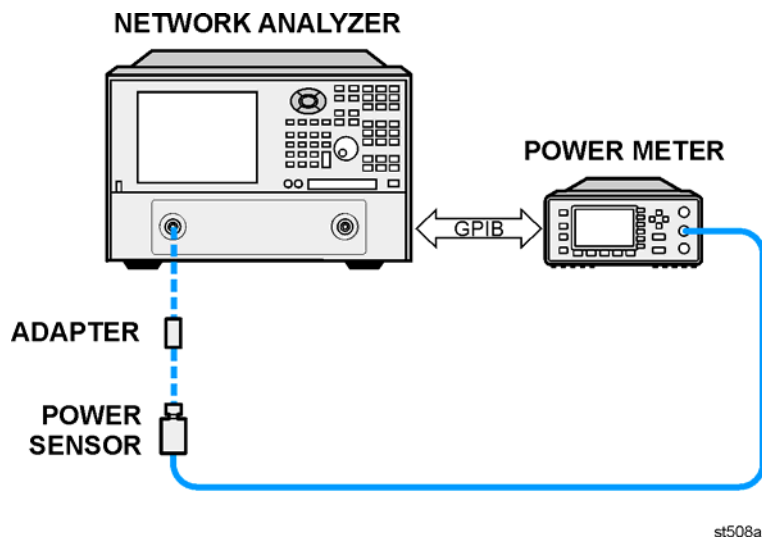 NETWORK ANALYZER
POWER METER
GPIB
ADAPTER
POWER
SENSOR
st508a